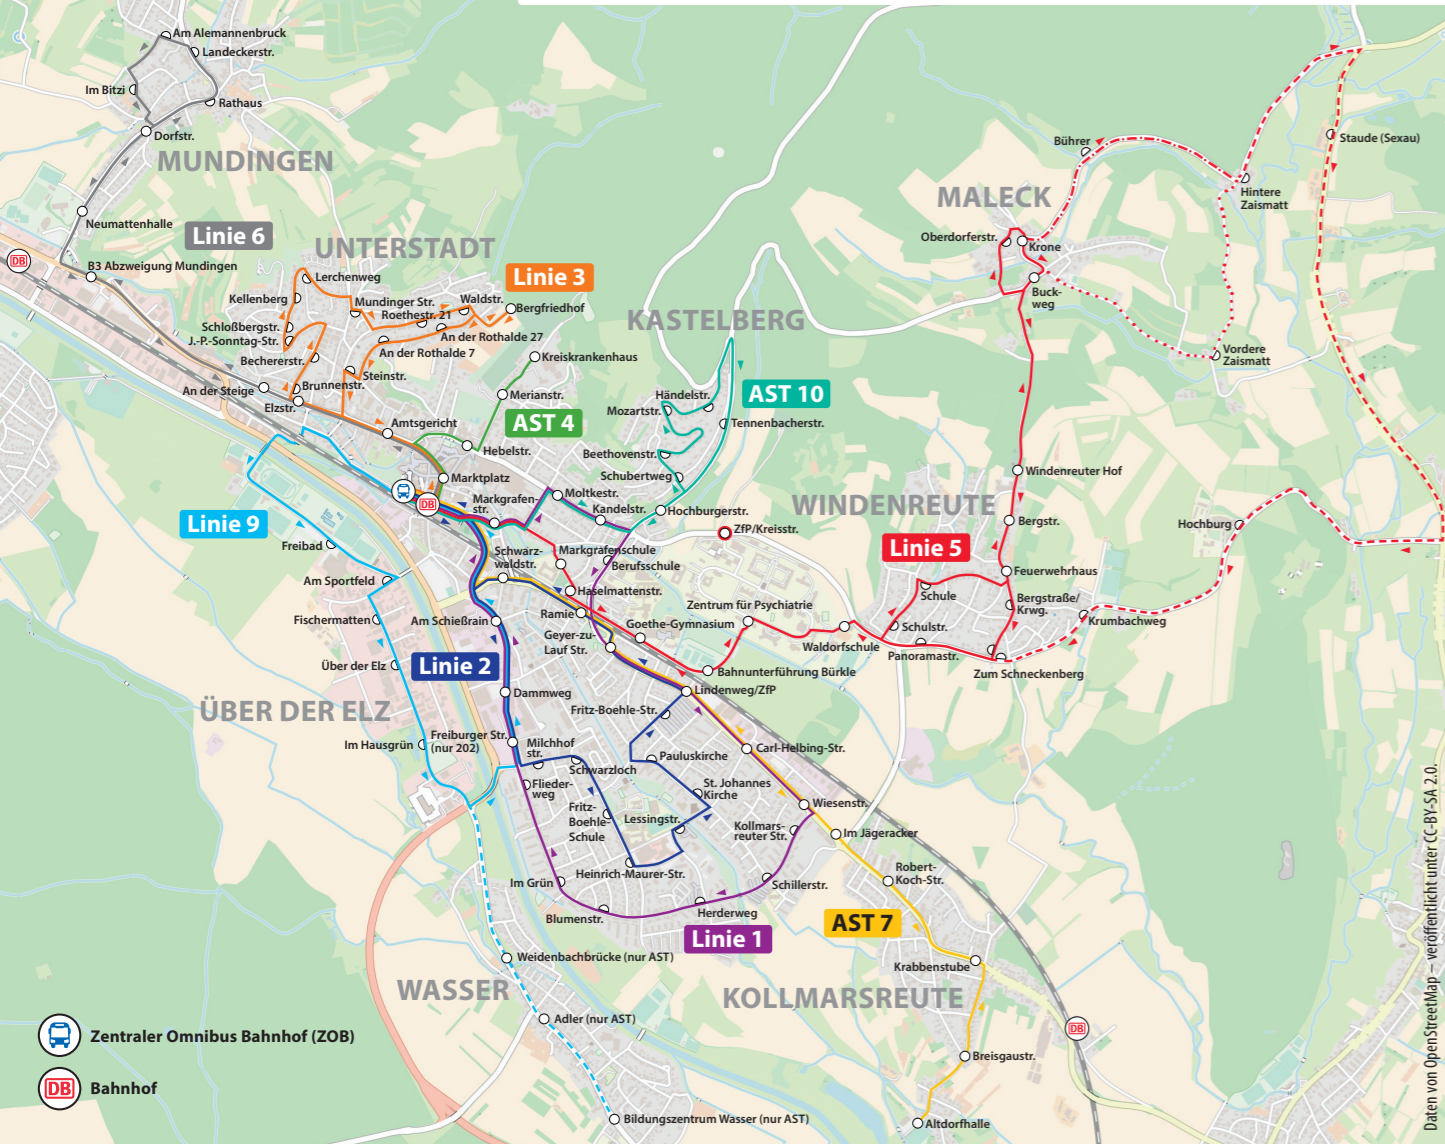 Am Alemannenbruck
Landeckerstr.
Im Bitzi
Rathaus
Dorfstr.
MUNDINGEN
Neumattenhalle
Linie 6
B3 Abzweigung Mundingen
DB
UNTERSTADT
Lerchenweg
Linie 3
Kellenberg
Mundinger Str.
Waldstr.
Bergfriedhof
Roethestr. 21
Schloßbergstr.
J.-P.-Sonntag-Str.
An der Rothalde 27
An der Rothalde 7
Bechererstr.
Steinstr.
Kreiskrankenhaus
An der Steige
Brunnenstr.
Elzstr.
Merianstr.
Amtsgericht
AST 4
Hebelstr.
Marktplatz
DB
KASTELBERG
Händelstr.
AST 10
Mozartstr.
Tennenbacherstr.
Beethovenstr.
Schubertweg
Markgrafen-
str.
Moltkestr.
Kandelstr.
Hochburgerstr.
ZfP/Kreisstr.
Bührer
Staude (Sexau)
MALECK
Hintere
Zaismatt
Oberdorferstr.
Krone
Buck-
weg
Vordere
Zaismatt
Windenreuter Hof
WINDENREUTE
Bergstr.
Hochburg
Linie 5
Feuerwehrhaus
Schule
Bergstraße/
Krwg.
Krumbachweg
Schulstr.
Panoramastr.
Zum Schneckenberg
Waldorfschule
Zentrum für Psychiatrie
Goethe-Gymnasium
Bahnunterführung Bürkle
Linie 9
Freibad
Am Sportfeld
Fischermatten
Über der Elz
ÜBER DER ELZ
Im Hausgrün
Schwarz-
waldstr.
Markgrafenschule
Berufsschule
Haselmattenstr.
Am Schießrain
Ramie
Geyer-zu-
Lauf Str.
Linie 2
Dammweg
Lindenweg/ZfP
Fritz-Boehle-Str.
Freiburger Str.
(nur 202)
Milchhof
str.
Carl-Helbing-Str.
Pauluskirche
Schwarzloch
Flieder-
weg
St. Johannes
Kirche
Fritz-
Boehle-
Schule
Lessingstr.
Kollmars-
reuter Str.
Wiesenstr.
Im Jägeracker
Heinrich-Maurer-Str.
Im Grün
Schillerstr.
Robert-
Koch-Str.
Blumenstr.
Herderweg
Linie 1
AST 7
Weidenbachbrücke (nur AST)
Krabbenstube
WASSER
KOLLMARSREUTE
Adler (nur AST)
DB
Breisgaustr.
Bildungszentrum Wasser (nur AST)
Altdorfhalle
Zentraler Omnibus Bahnhof (ZOB)
DB
Bahnhof
Daten von OpenStreetMap – veröffentlicht unter CC-BY-SA 2.0.